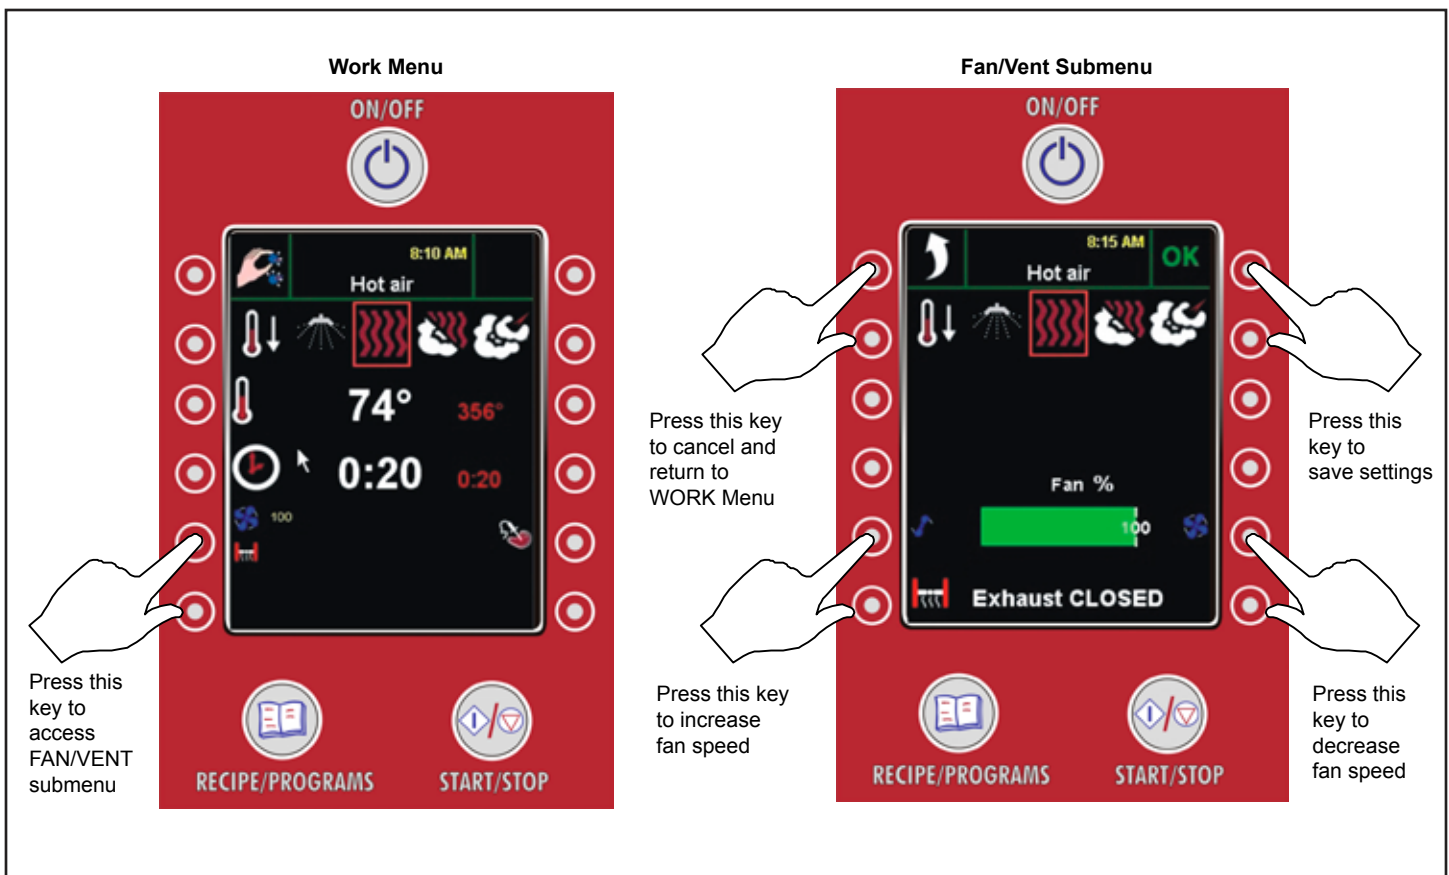 Work Menu
ON/OFF
8:10 AM
Hot air
74° 356°
0:20 0:20
100
Press this
key to
access
FAN/VENT
submenu
RECIPE/PROGRAMS START/STOP
Fan/Vent Submenu
ON/OFF
8:15 AM
OK
Hot air
Press this key
to cancel and
return to
WORK Menu
Press this
key to
save settings
Fan %
100
Exhaust CLOSED
Press this key
to increase
fan speed
Press this
key to
decrease
fan speed
RECIPE/PROGRAMS START/STOP